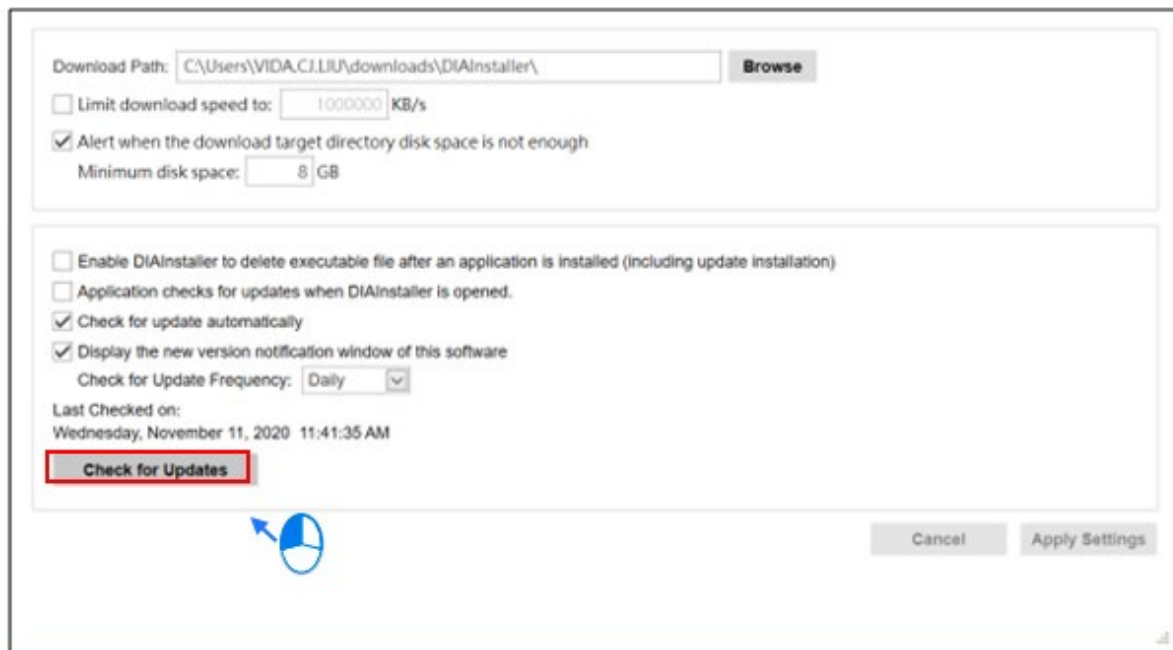 Download Path: C:\Users\VIDA.CJ.LIU\downloads\DIAInstaller\ Browse
Limit download speed to: 1000000 KB/s
Alert when the download target directory disk space is not enough
Minimum disk space: 8 GB
Enable DIAInstaller to delete executable file after an application is installed (including update installation)
Application checks for updates when DIAInstaller is opened.
Check for update automatically
Display the new version notification window of this software
Check for Update Frequency: Daily
Last Checked on:
Wednesday, November 11, 2020 11:41:35 AM
Check for Updates
Cancel Apply Settings